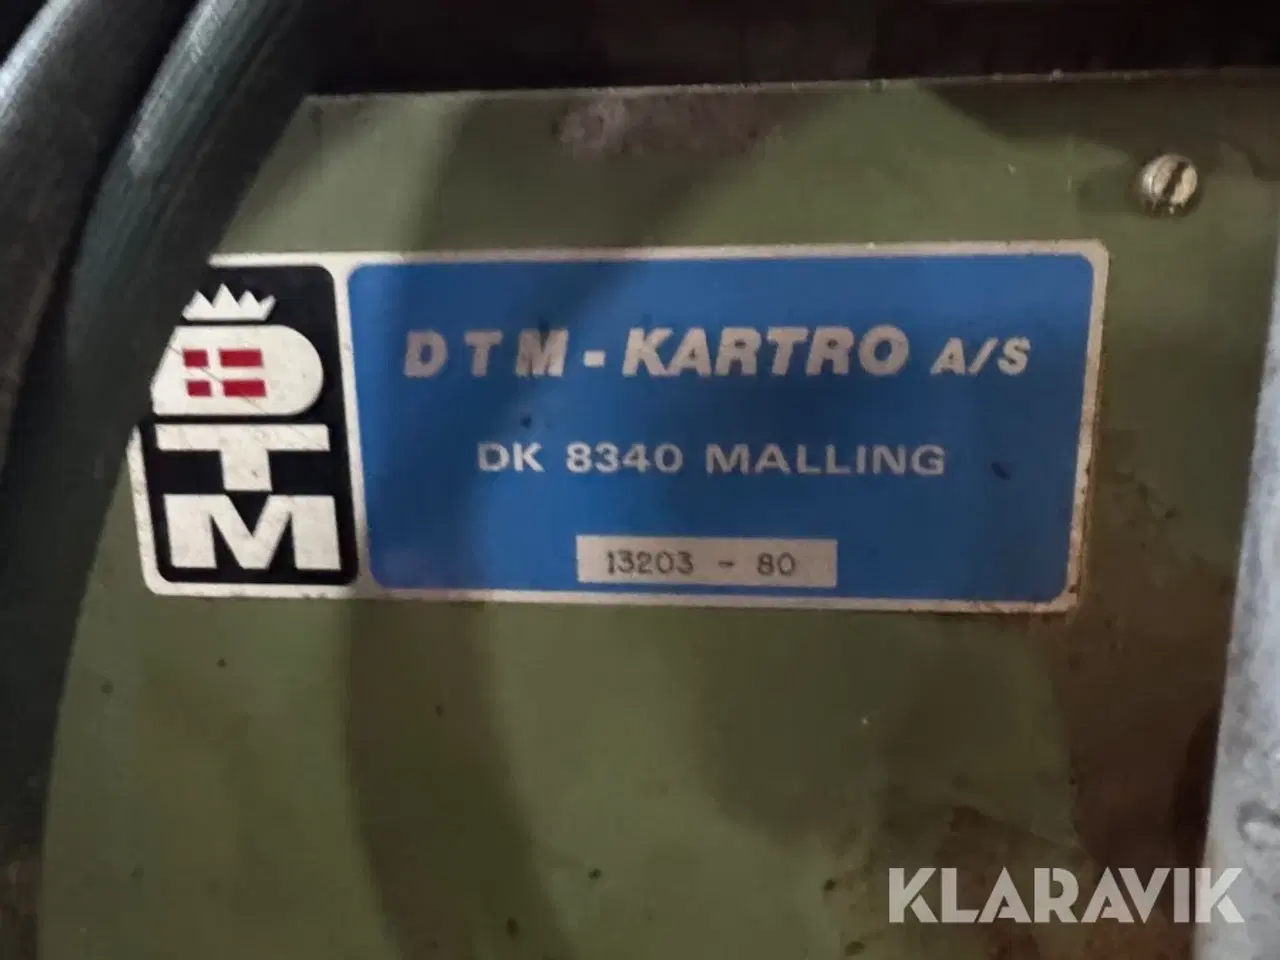 DTM
DTM - KARTRO A/S
DK 8340 MALLING
13203 - 80
KLARAVIK